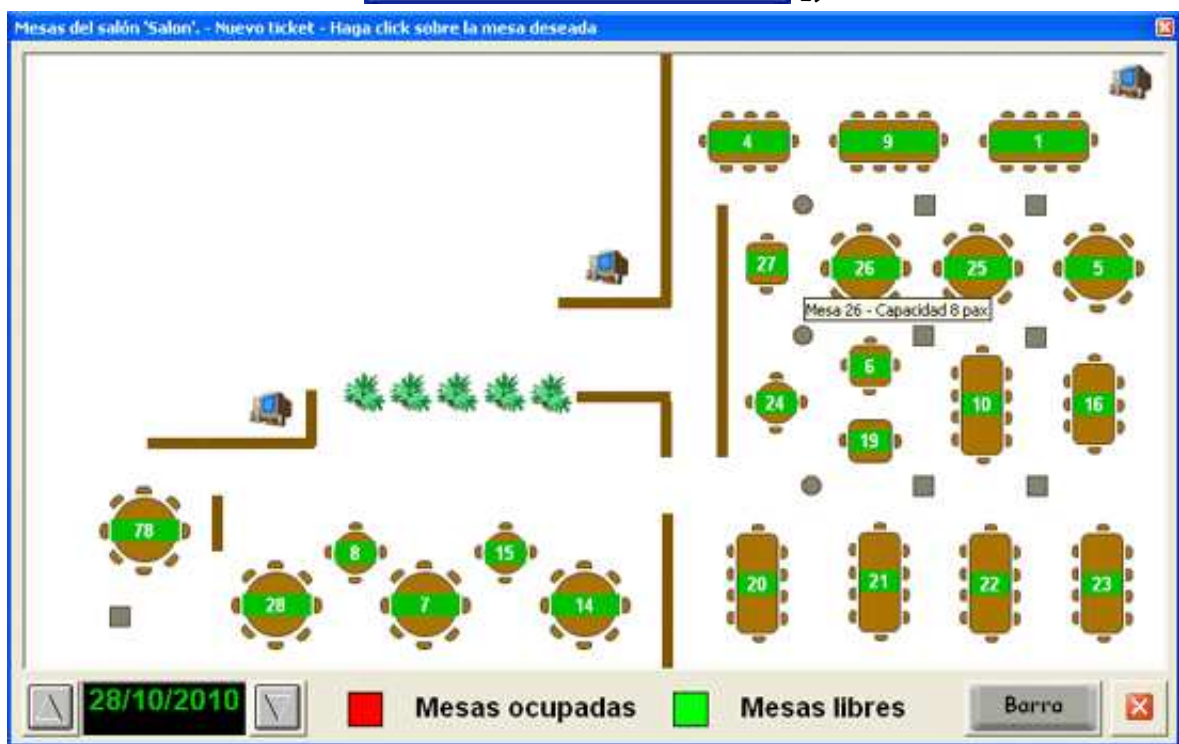 Mesas del salón 'Salon'. - Nuevo ticket - Haga click sobre la mesa deseada
4 9 1
27 26 25 5
Mesa 26 - Capacidad 8 pax
6
24 10 16
19
78
8 15
20 21 22 23
28 7 14
28/10/2010 Mesas ocupadas Mesas libres Barra